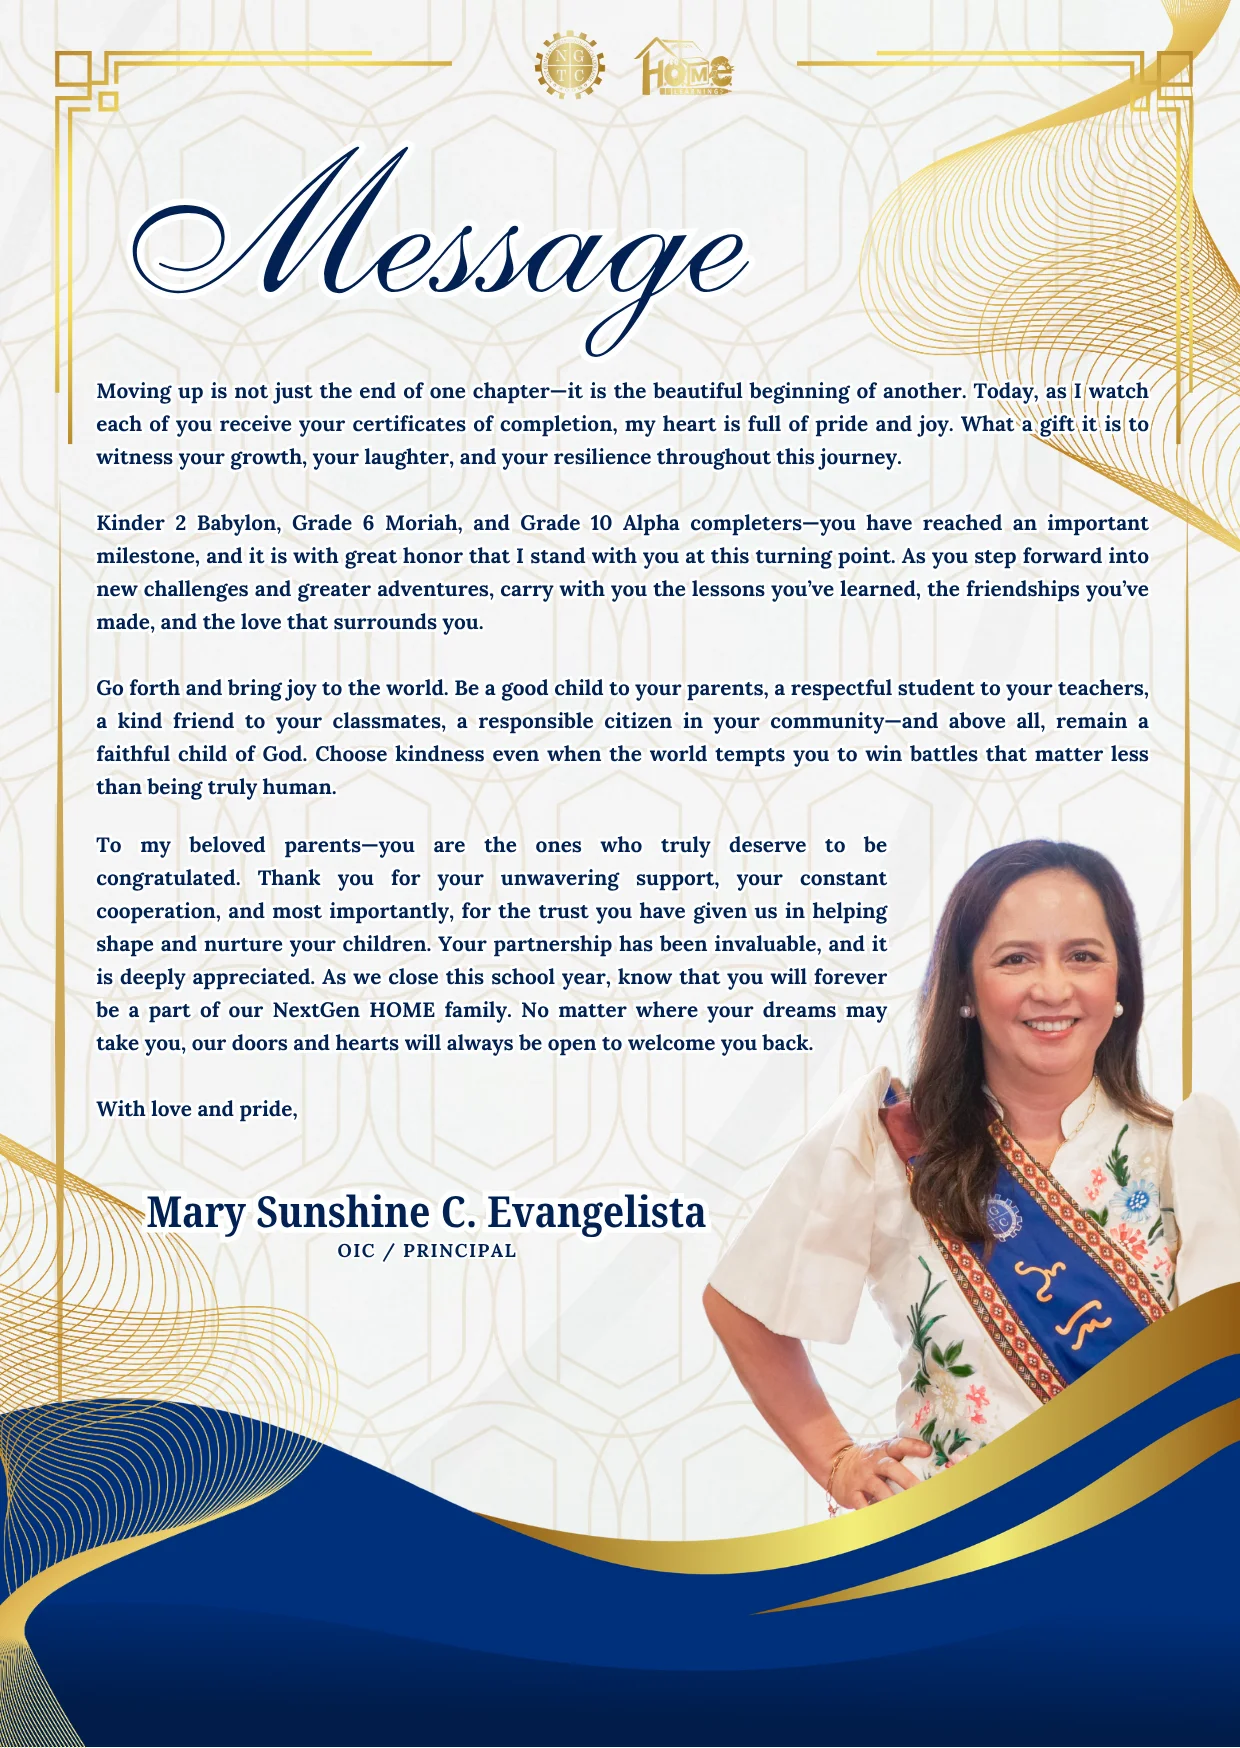 N G
T C
HOME
LEARNING
Message
Moving up is not just the end of one chapter—it is the beautiful beginning of another. Today, as I watch
each of you receive your certificates of completion, my heart is full of pride and joy. What a gift it is to
witness your growth, your laughter, and your resilience throughout this journey.
Kinder 2 Babylon, Grade 6 Moriah, and Grade 10 Alpha completers—you have reached an important
milestone, and it is with great honor that I stand with you at this turning point. As you step forward into
new challenges and greater adventures, carry with you the lessons you’ve learned, the friendships you’ve
made, and the love that surrounds you.
Go forth and bring joy to the world. Be a good child to your parents, a respectful student to your teachers,
a kind friend to your classmates, a responsible citizen in your community—and above all, remain a
faithful child of God. Choose kindness even when the world tempts you to win battles that matter less
than being truly human.
To my beloved parents—you are the ones who truly deserve to be
congratulated. Thank you for your unwavering support, your constant
cooperation, and most importantly, for the trust you have given us in helping
shape and nurture your children. Your partnership has been invaluable, and it
is deeply appreciated. As we close this school year, know that you will forever
be a part of our NextGen HOME family. No matter where your dreams may
take you, our doors and hearts will always be open to welcome you back.
With love and pride,
Mary Sunshine C. Evangelista
OIC / PRINCIPAL